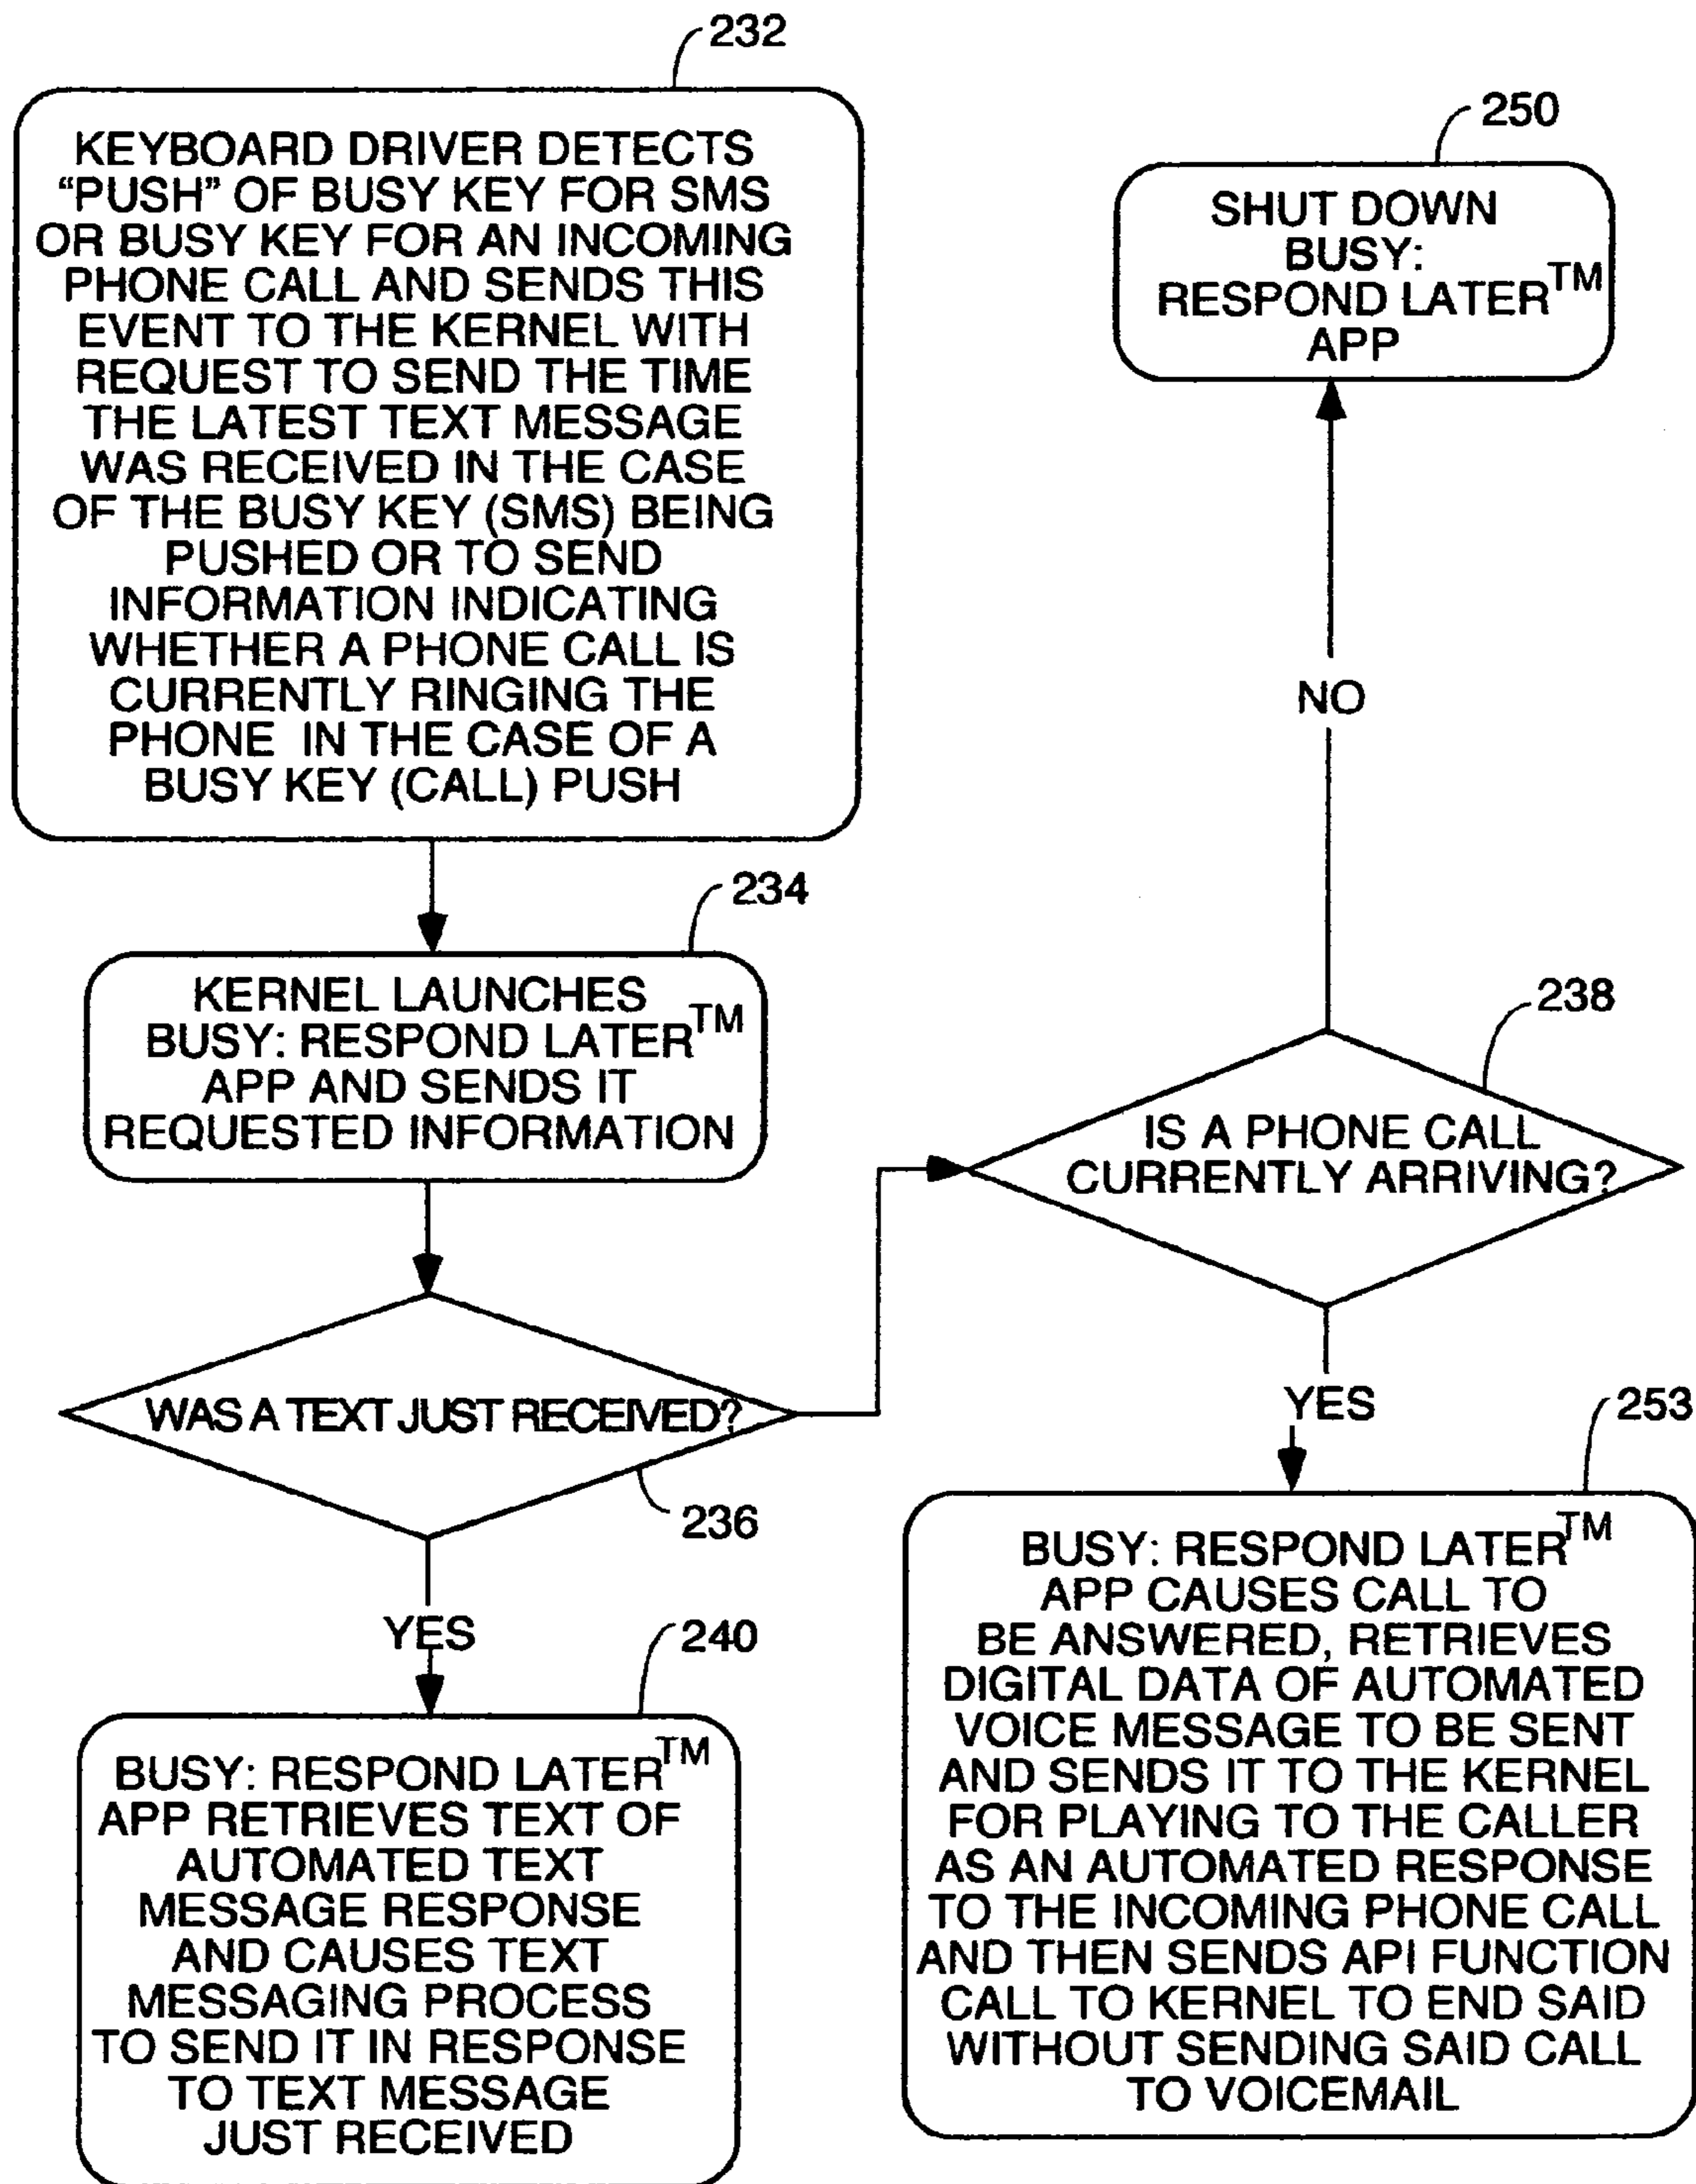 232
KEYBOARD DRIVER DETECTS
“PUSH” OF BUSY KEY FOR SMS
OR BUSY KEY FOR AN INCOMING
PHONE CALL AND SENDS THIS
EVENT TO THE KERNEL WITH
REQUEST TO SEND THE TIME
THE LATEST TEXT MESSAGE
WAS RECEIVED IN THE CASE
OF THE BUSY KEY (SMS) BEING
PUSHED OR TO SEND
INFORMATION INDICATING
WHETHER A PHONE CALL IS
CURRENTLY RINGING THE
PHONE IN THE CASE OF A
BUSY KEY (CALL) PUSH
234
KERNEL LAUNCHES
BUSY: RESPOND LATER™
APP AND SENDS IT
REQUESTED INFORMATION
WAS A TEXT JUST RECEIVED?
236
YES
240
BUSY: RESPOND LATER™
APP RETRIEVES TEXT OF
AUTOMATED TEXT
MESSAGE RESPONSE
AND CAUSES TEXT
MESSAGING PROCESS
TO SEND IT IN RESPONSE
TO TEXT MESSAGE
JUST RECEIVED
250
SHUT DOWN
BUSY:
RESPOND LATER™
APP
NO
238
IS A PHONE CALL
CURRENTLY ARRIVING?
YES
253
BUSY: RESPOND LATER™
APP CAUSES CALL TO
BE ANSWERED, RETRIEVES
DIGITAL DATA OF AUTOMATED
VOICE MESSAGE TO BE SENT
AND SENDS IT TO THE KERNEL
FOR PLAYING TO THE CALLER
AS AN AUTOMATED RESPONSE
TO THE INCOMING PHONE CALL
AND THEN SENDS API FUNCTION
CALL TO KERNEL TO END SAID
WITHOUT SENDING SAID CALL
TO VOICEMAIL